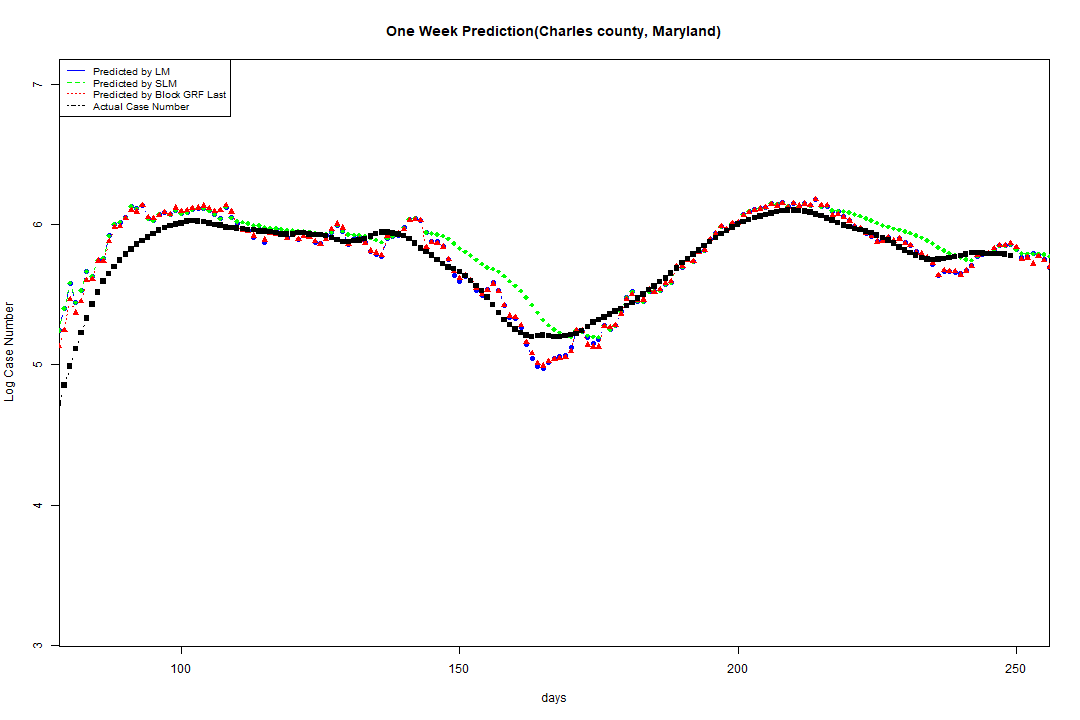 One Week Prediction(Charles county, Maryland)
Predicted by LM
Predicted by SLM
Predicted by Block GRF Last
Actual Case Number
7
6
5
4
3
Log Case Number
100 150 200 250
days